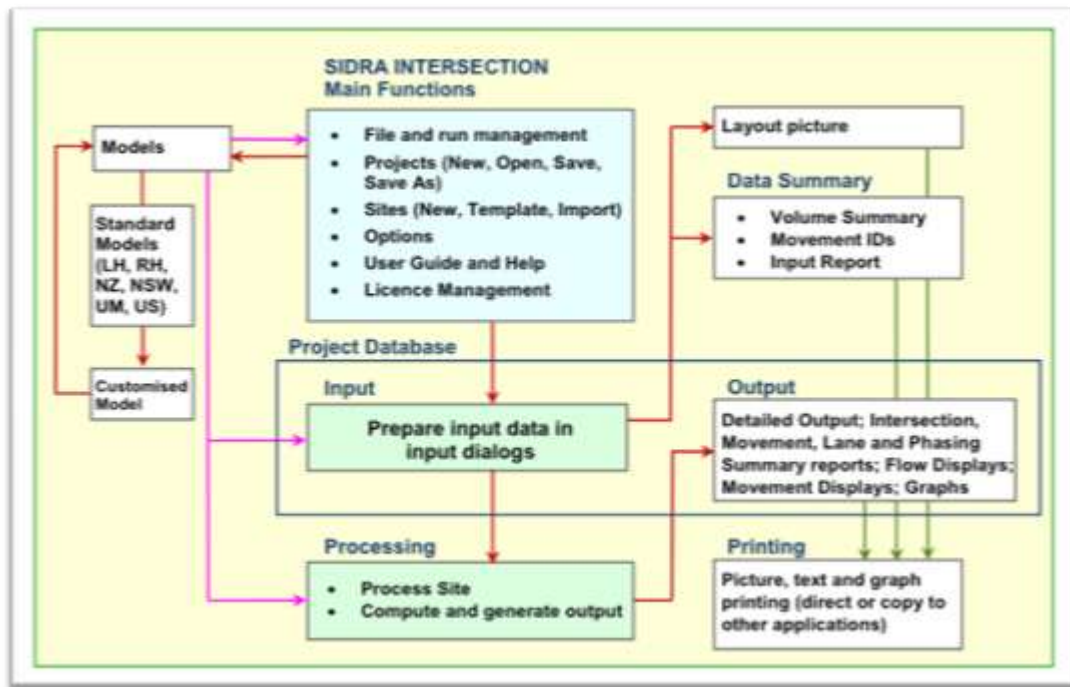 SIDRA INTERSECTION
Main Functions
• File and run management
• Projects (New, Open, Save,
Save As)
• Sites (New, Template, Import)
• Options
• User Guide and Help
• Licence Management
Models
Standard
Models
(LH, RH,
NZ, NSW,
UM, US)
Customised
Model
Layout picture
Data Summary
• Volume Summary
• Movement IDs
• Input Report
Project Database
Input
Prepare input data in
input dialogs
Output
Detailed Output; Intersection,
Movement, Lane and Phasing
Summary reports; Flow Displays;
Movement Displays; Graphs
Processing
• Process Site
• Compute and generate output
Printing
Picture, text and graph
printing (direct or copy to
other applications)